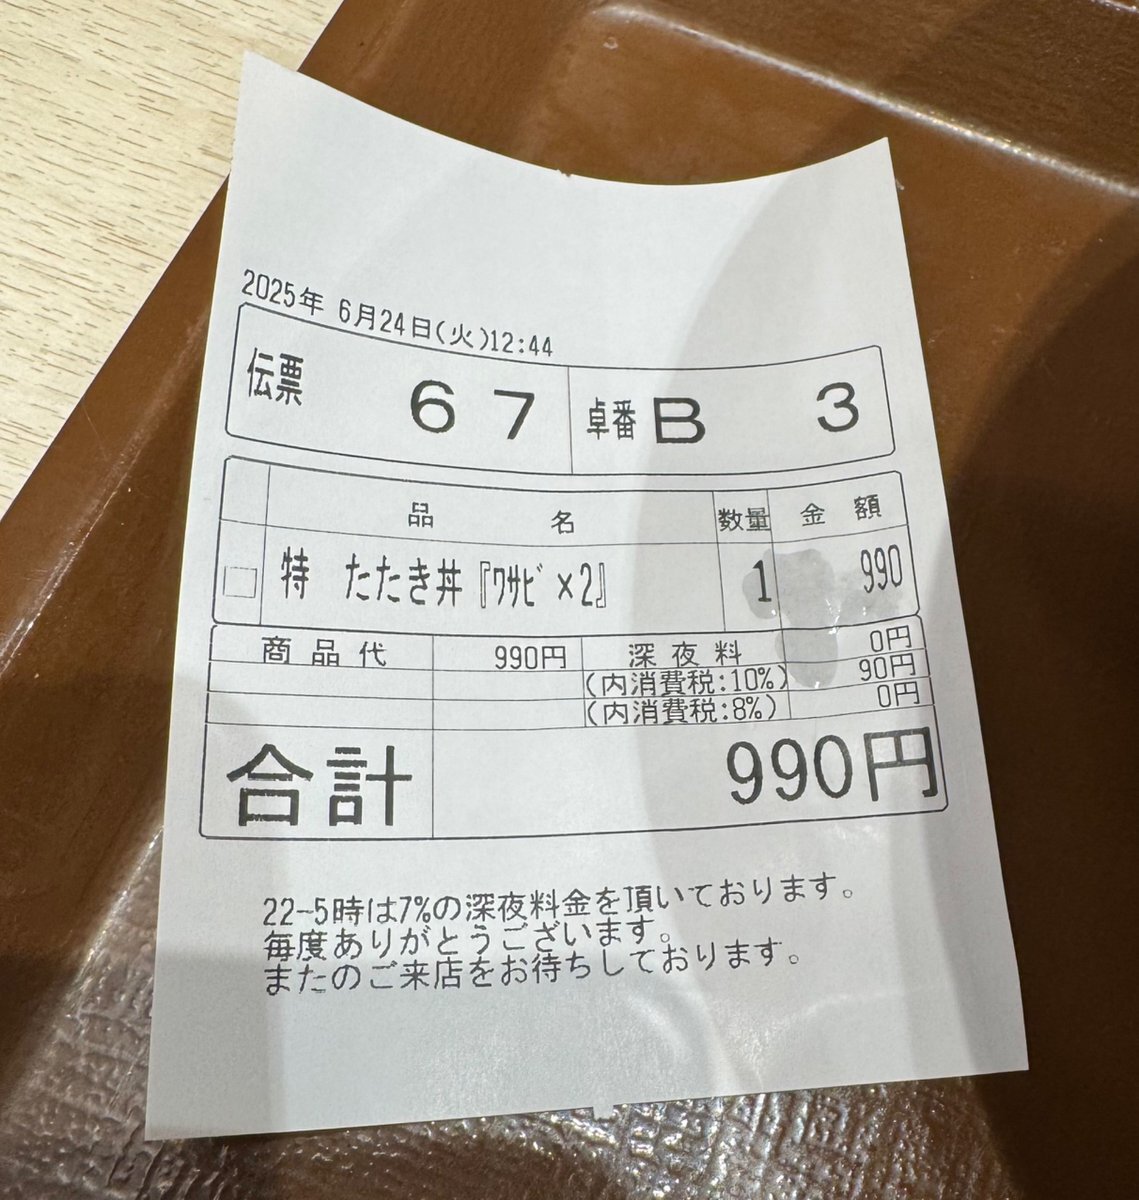 2025年 6月24日(火)12:44
伝票 67 卓番 B 3
品名 数量 金額
特 たたき丼『ﾜｻﾋﾞ×2』 1 990
商品代 990円 深夜料 0円
(内消費税:10%) 90円
(内消費税:8%) 0円
合計 990円
22-5時は7%の深夜料金を頂いております。
毎度ありがとうございます。
またのご来店をお待ちしております。